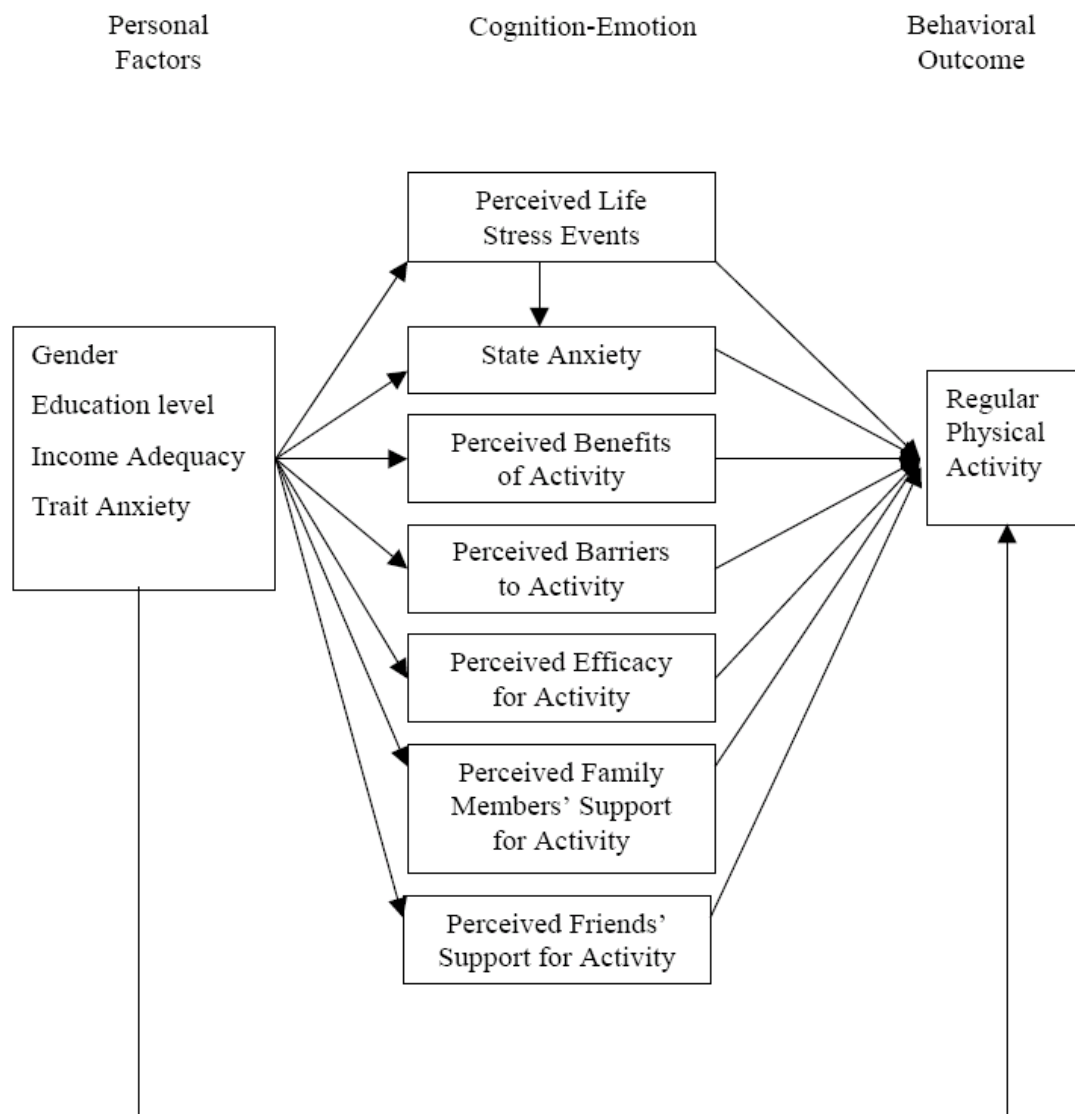 Personal
Factors
Cognition-Emotion
Behavioral
Outcome
Perceived Life
Stress Events
Gender
Education level
Income Adequacy
Trait Anxiety
State Anxiety
Perceived Benefits
of Activity
Perceived Barriers
to Activity
Perceived Efficacy
for Activity
Perceived Family
Members’ Support
for Activity
Perceived Friends’
Support for Activity
Regular
Physical
Activity